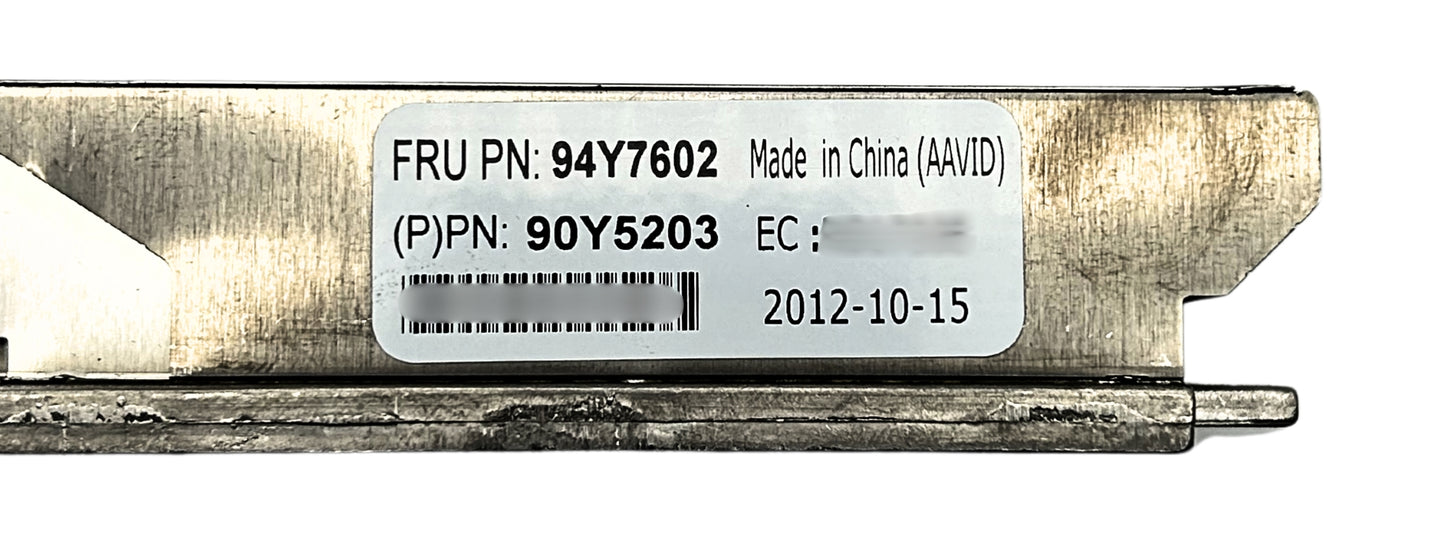 FRU PN: 94Y7602 Made in China (AAVID)
(P)PN: 90Y5203 EC :
2012-10-15